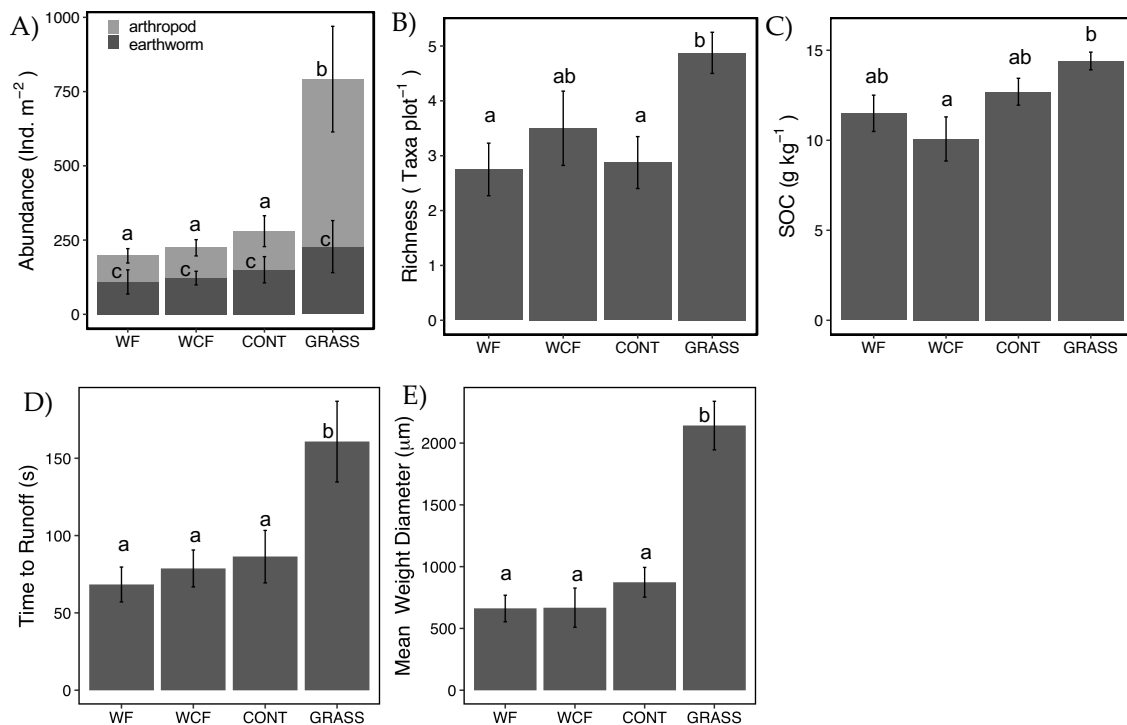 A)
arthropod
earthworm
Abundance (Ind. m⁻²)
1000
750
500
250
0
a
a
a
b
c
c
c
c
WF
WCF
CONT
GRASS
B)
Richness ( Taxa plot⁻¹)
5
4
3
2
1
0
a
ab
a
b
WF
WCF
CONT
GRASS
C)
SOC (g kg⁻¹)
15
10
5
0
ab
a
ab
b
WF
WCF
CONT
GRASS
D)
Time to Runoff (s)
150
100
50
0
a
a
a
b
WF
WCF
CONT
GRASS
E)
Mean Weight Diameter (μm)
2000
1500
1000
500
0
a
a
a
b
WF
WCF
CONT
GRASS